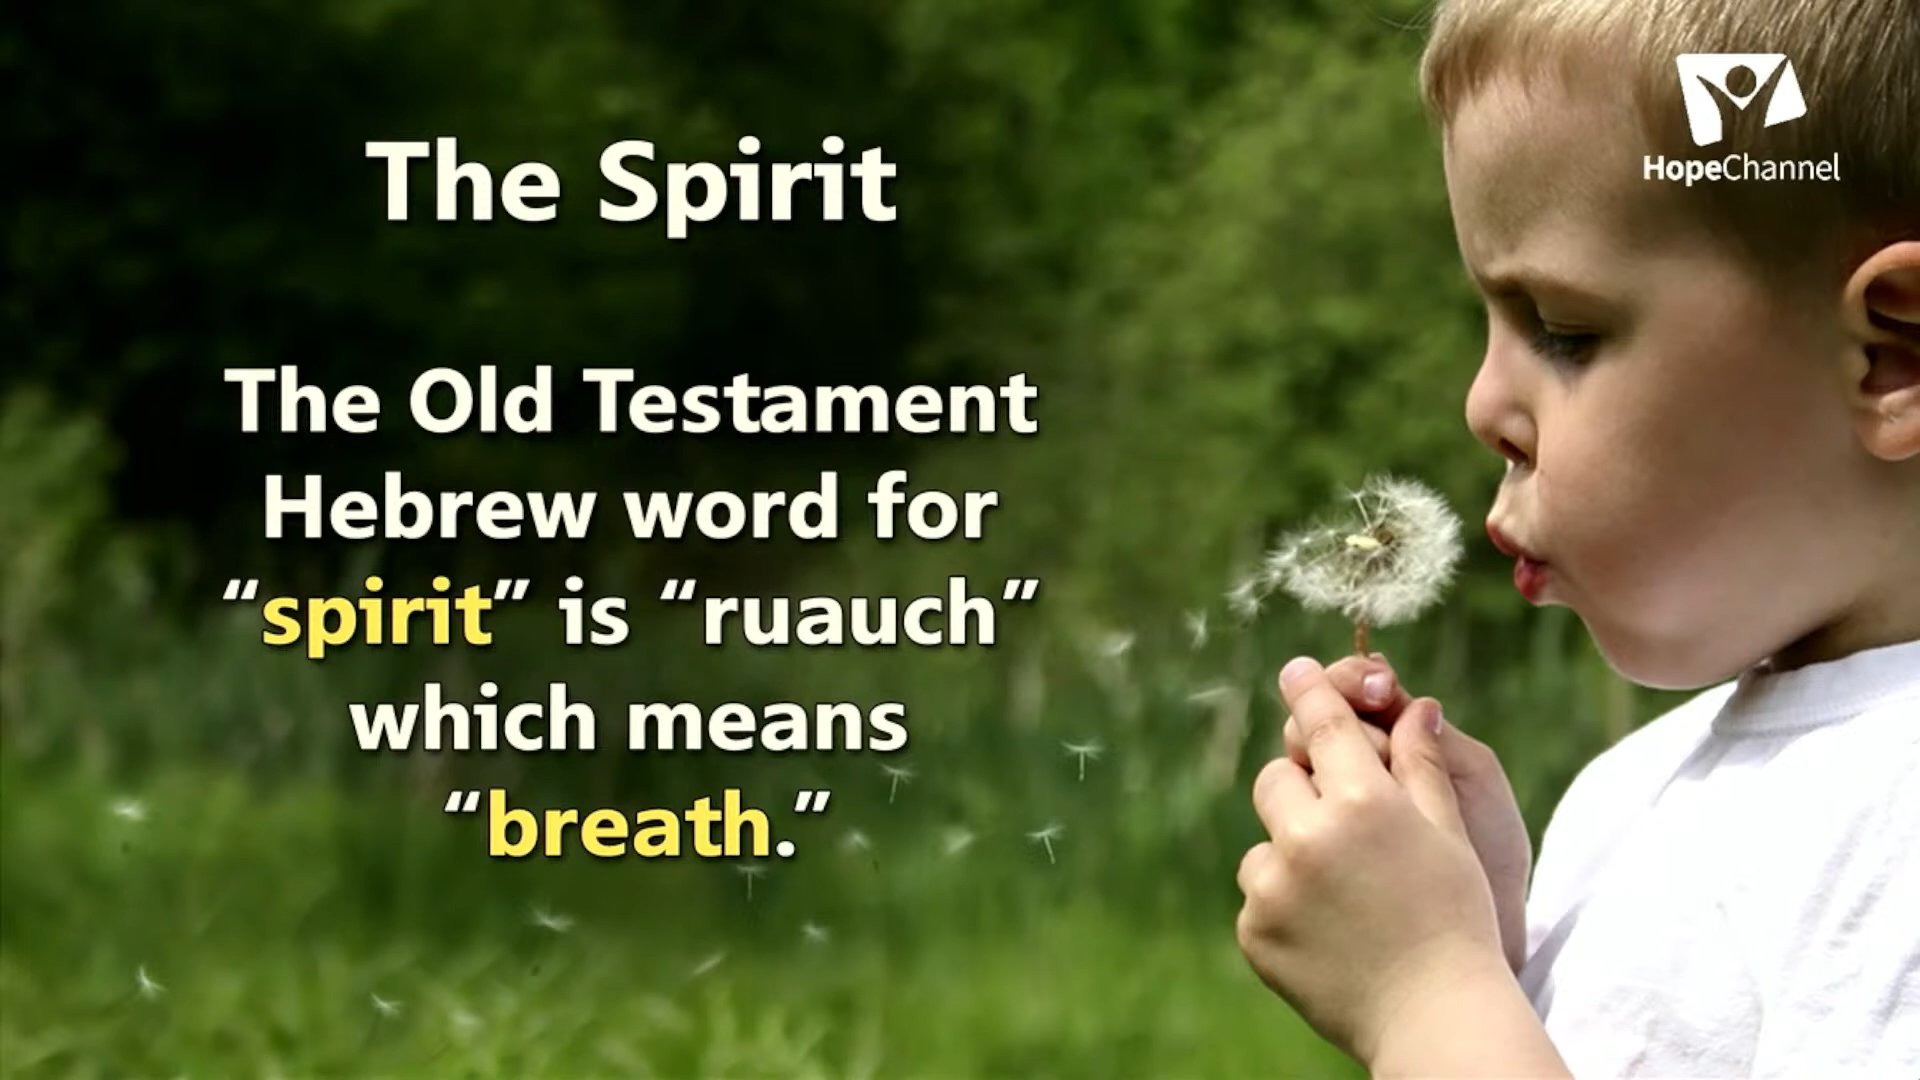 HopeChannel
The Spirit
The Old Testament
Hebrew word for
“spirit” is “ruauch”
which means
“breath.”